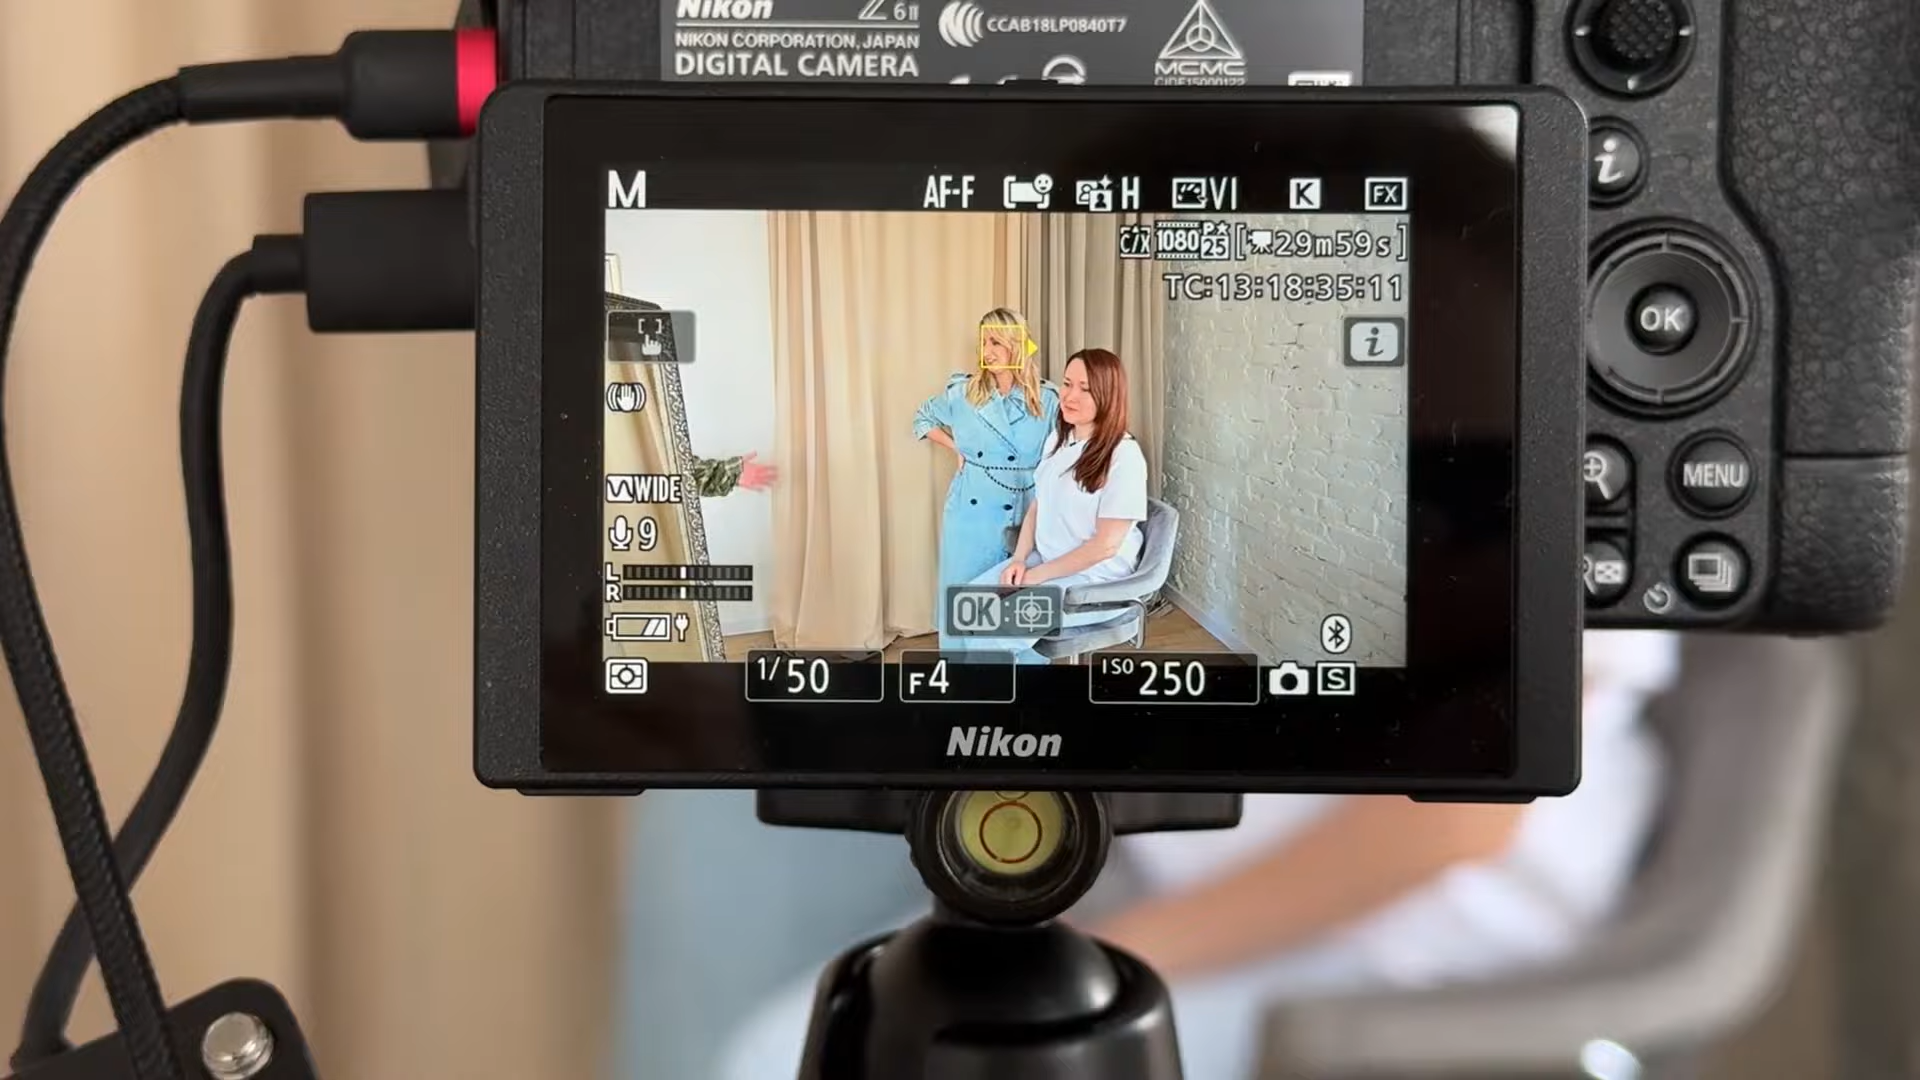 Nikon Z 6II
CCAB18LP0840T7
NIKON CORPORATION, JAPAN
DIGITAL CAMERA
MCMC
M AF-F H VI K FX
1080 25 [29m59s]
TC:13:18:35:11
i
i
OK
WIDE
9
L
R
MENU
OK:
1/50 F4 ISO 250 S
Nikon